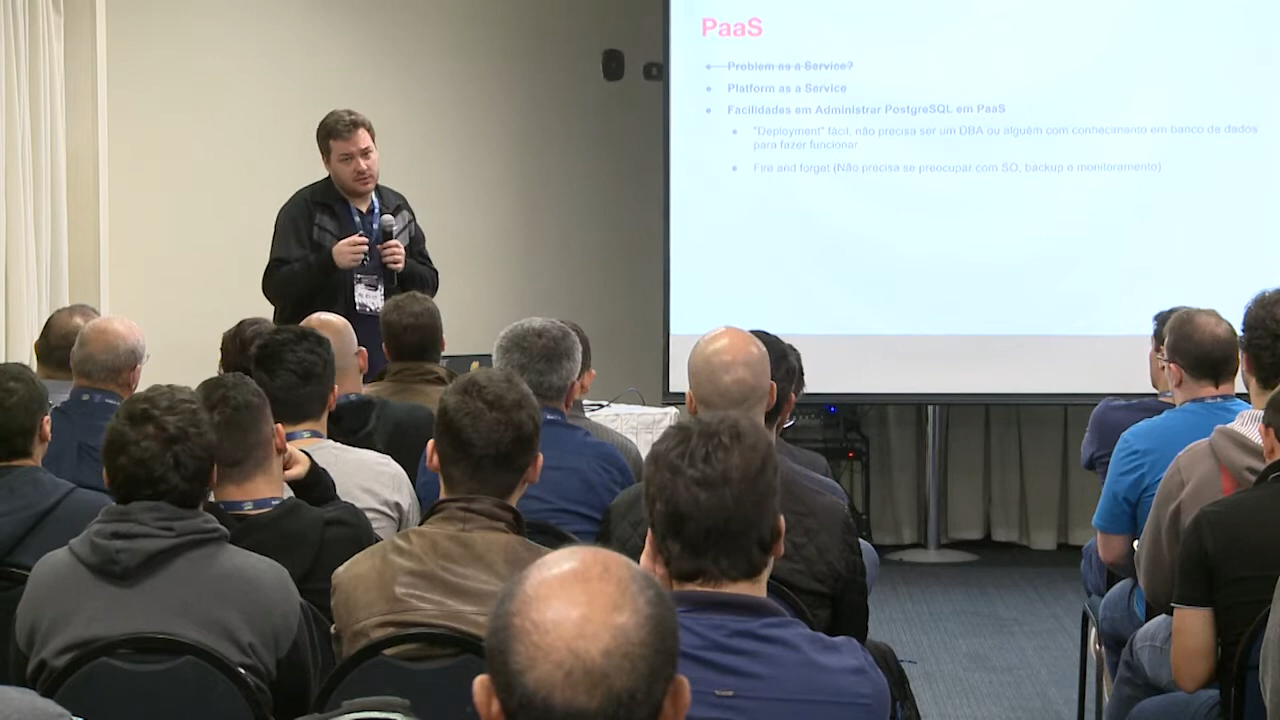 PaaS
Problem as a Service?
Platform as a Service
Facilidades em Administrar PostgreSQL em PaaS
"Deployment" fácil, não precisa ser um DBA ou alguém com conhecimento em banco de dados
para fazer funcionar
Fire and forget (Não precisa se preocupar com SO, backup e monitoramento)